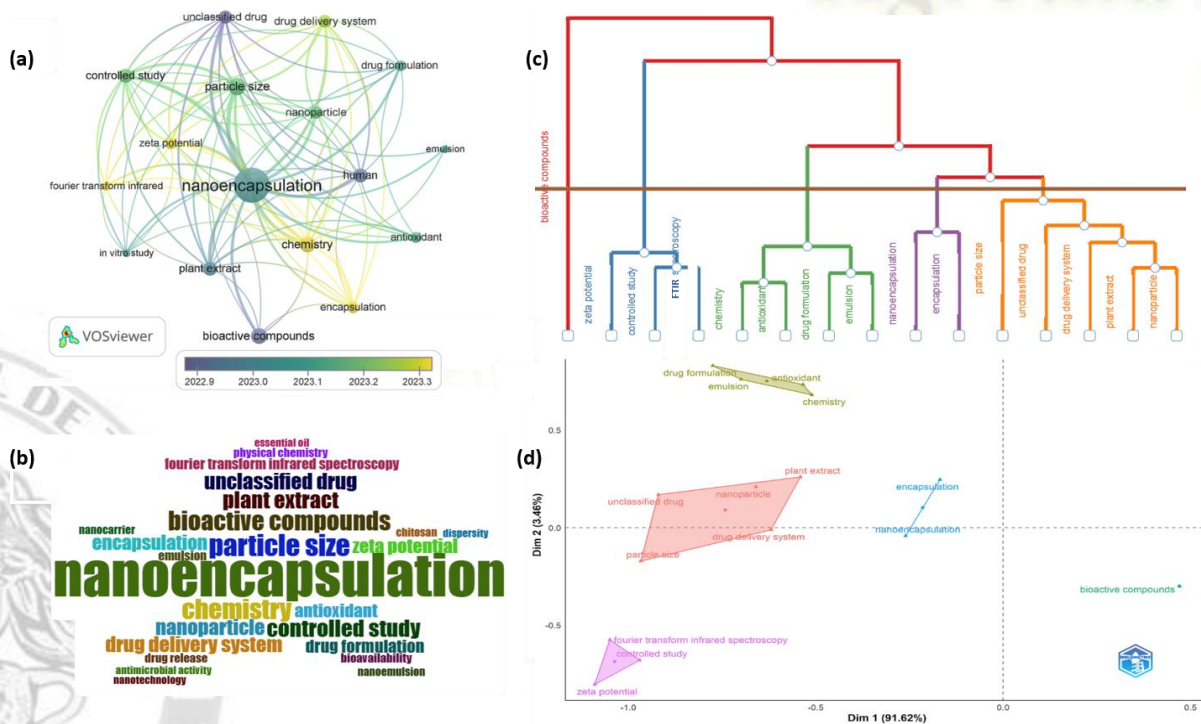 (a)
unclassified drug
drug delivery system
controlled study
drug formulation
particle size
nanoparticle
zeta potential
emulsion
human
fourier transform infrared
nanoencapsulation
antioxidant
chemistry
in vitro study
plant extract
encapsulation
bioactive compounds
VOSviewer
2022.9 2023.0 2023.1 2023.2 2023.3
(b)
essential oil
physical chemistry
fourier transform infrared spectroscopy
unclassified drug
plant extract
bioactive compounds
nanocarrier
chitosan dispersity
encapsulation particle size zeta potential
emulsion
nanoencapsulation
chemistry antioxidant
nanoparticle controlled study
drug delivery system drug formulation
drug release bioavailability
antimicrobial activity nanoemulsion
nanotechnology
(c)
bioactive compounds
zeta potential
controlled study
FTIR spectroscopy
chemistry
antioxidant
drug formulation
emulsion
nanoencapsulation
encapsulation
particle size
unclassified drug
drug delivery system
plant extract
nanoparticle
(d)
drug formulation
antioxidant
emulsion
chemistry
0.5
plant extract
nanoparticle
unclassified drug
encapsulation
0.0
nanoencapsulation
drug delivery system
particle size
bioactive compounds
-0.5
fourier transform infrared spectroscopy
controlled study
zeta potential
Dim 2 (3.46%)
-1.0 -0.5 0.0 0.5
Dim 1 (91.62%)